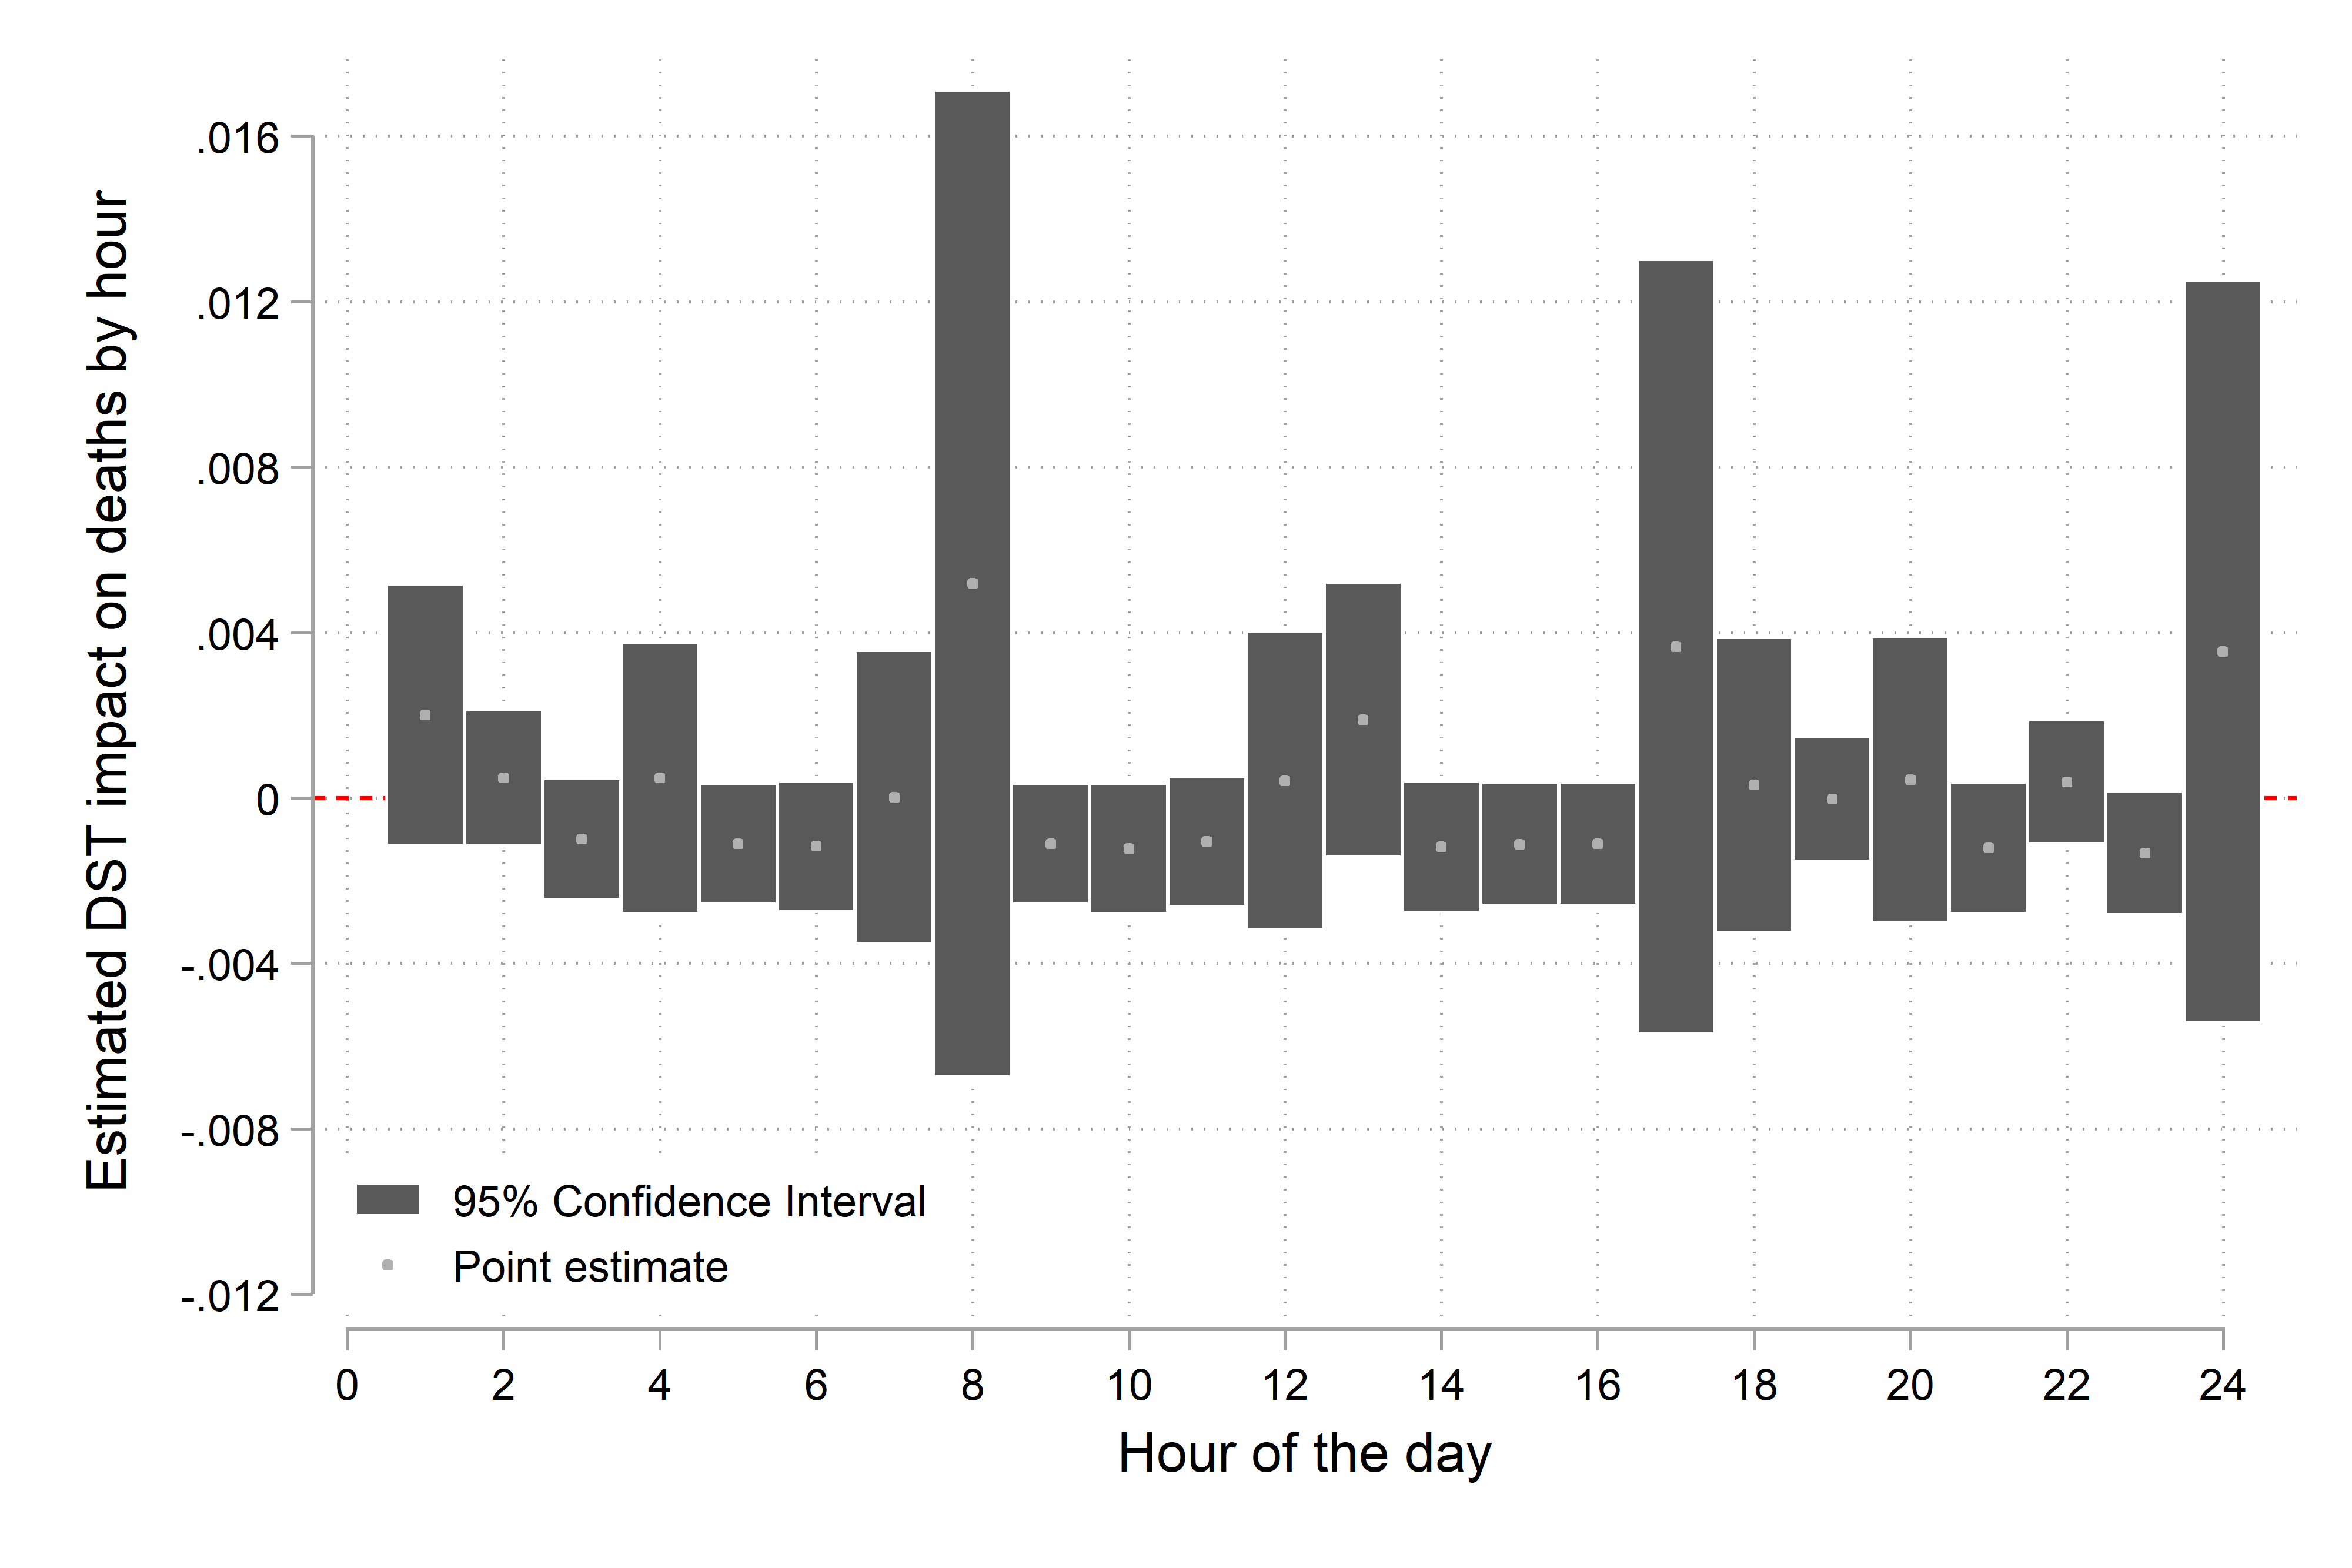 Estimated DST impact on deaths by hour
.016
.012
.008
.004
0
-.004
-.008
-.012
95% Confidence Interval
Point estimate
0 2 4 6 8 10 12 14 16 18 20 22 24
Hour of the day